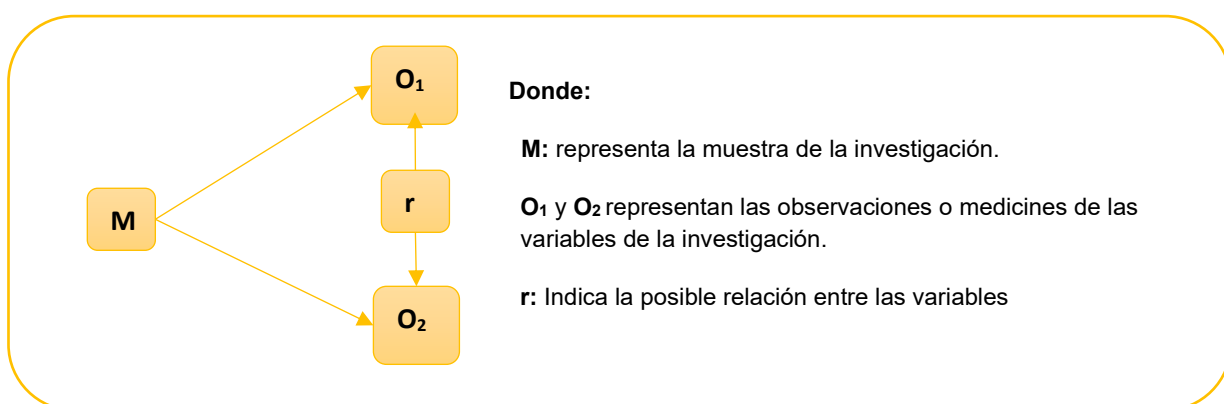 O₁
Donde:
M: representa la muestra de la investigación.
r
M
O₁ y O₂ representan las observaciones o medicines de las
variables de la investigación.
r: Indica la posible relación entre las variables
O₂